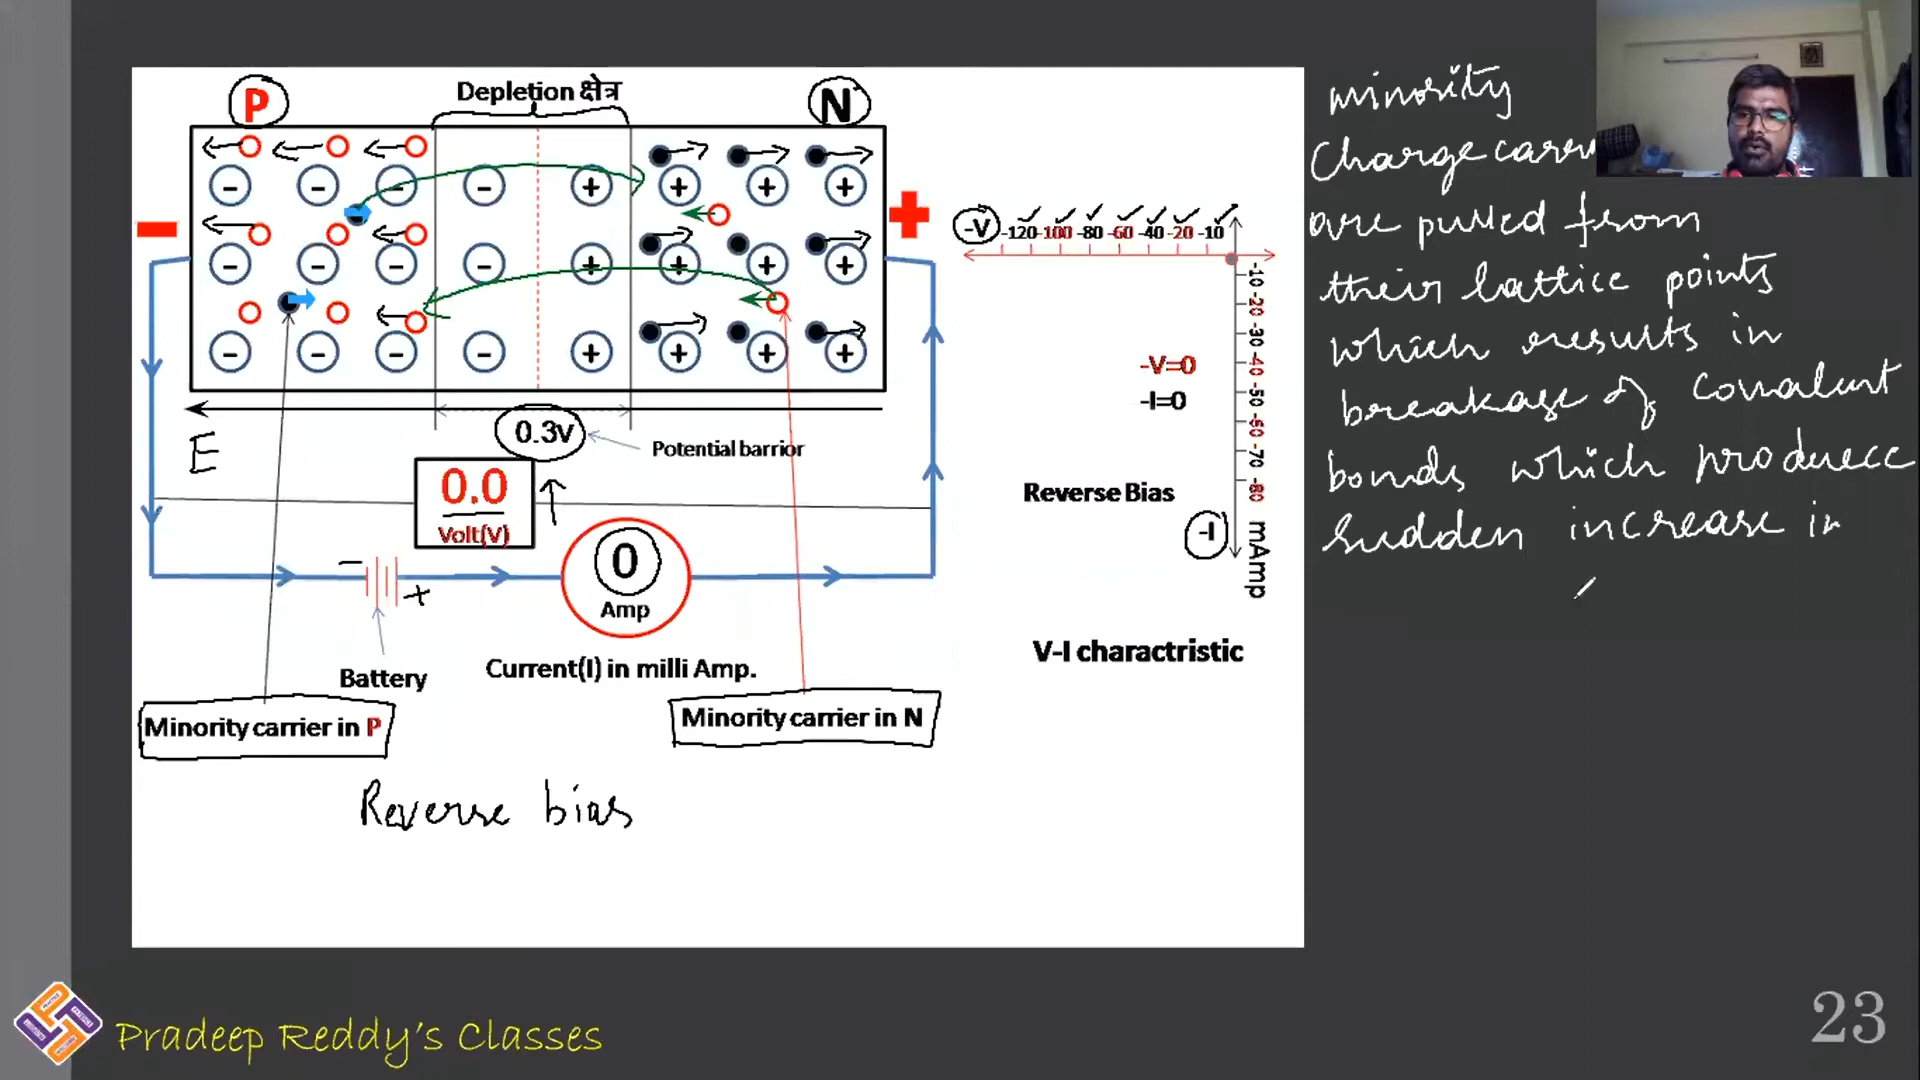 P
Depletion क्षेत्र
N
-V
-120 -100 -80 -60 -40 -20 -10
-10 -20 -30 -40 -50 -60 -70 -80 mAmp
-V=0
-I=0
Reverse Bias
-I
V-I charactristic
E
0.3v
Potential barrior
0.0
Volt(V)
0
Amp
Battery
Current(I) in milli Amp.
Minority carrier in P
Minority carrier in N
Reverse bias
minority
Charge
are pulled from
their lattice points
which results in
breakage of covalent
bonds which
sudden increase in
Pradeep Reddy's Classes
23